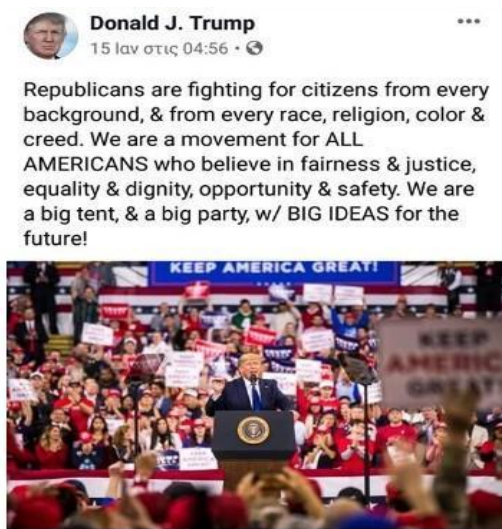 Donald J. Trump
15 Ιαν στις 04:56 ·
Republicans are fighting for citizens from every
background, & from every race, religion, color &
creed. We are a movement for ALL
AMERICANS who believe in fairness & justice,
equality & dignity, opportunity & safety. We are
a big tent, & a big party, w/ BIG IDEAS for the
future!
KEEP AMERICA GREAT!
KEEP
AMERIC
GREAT